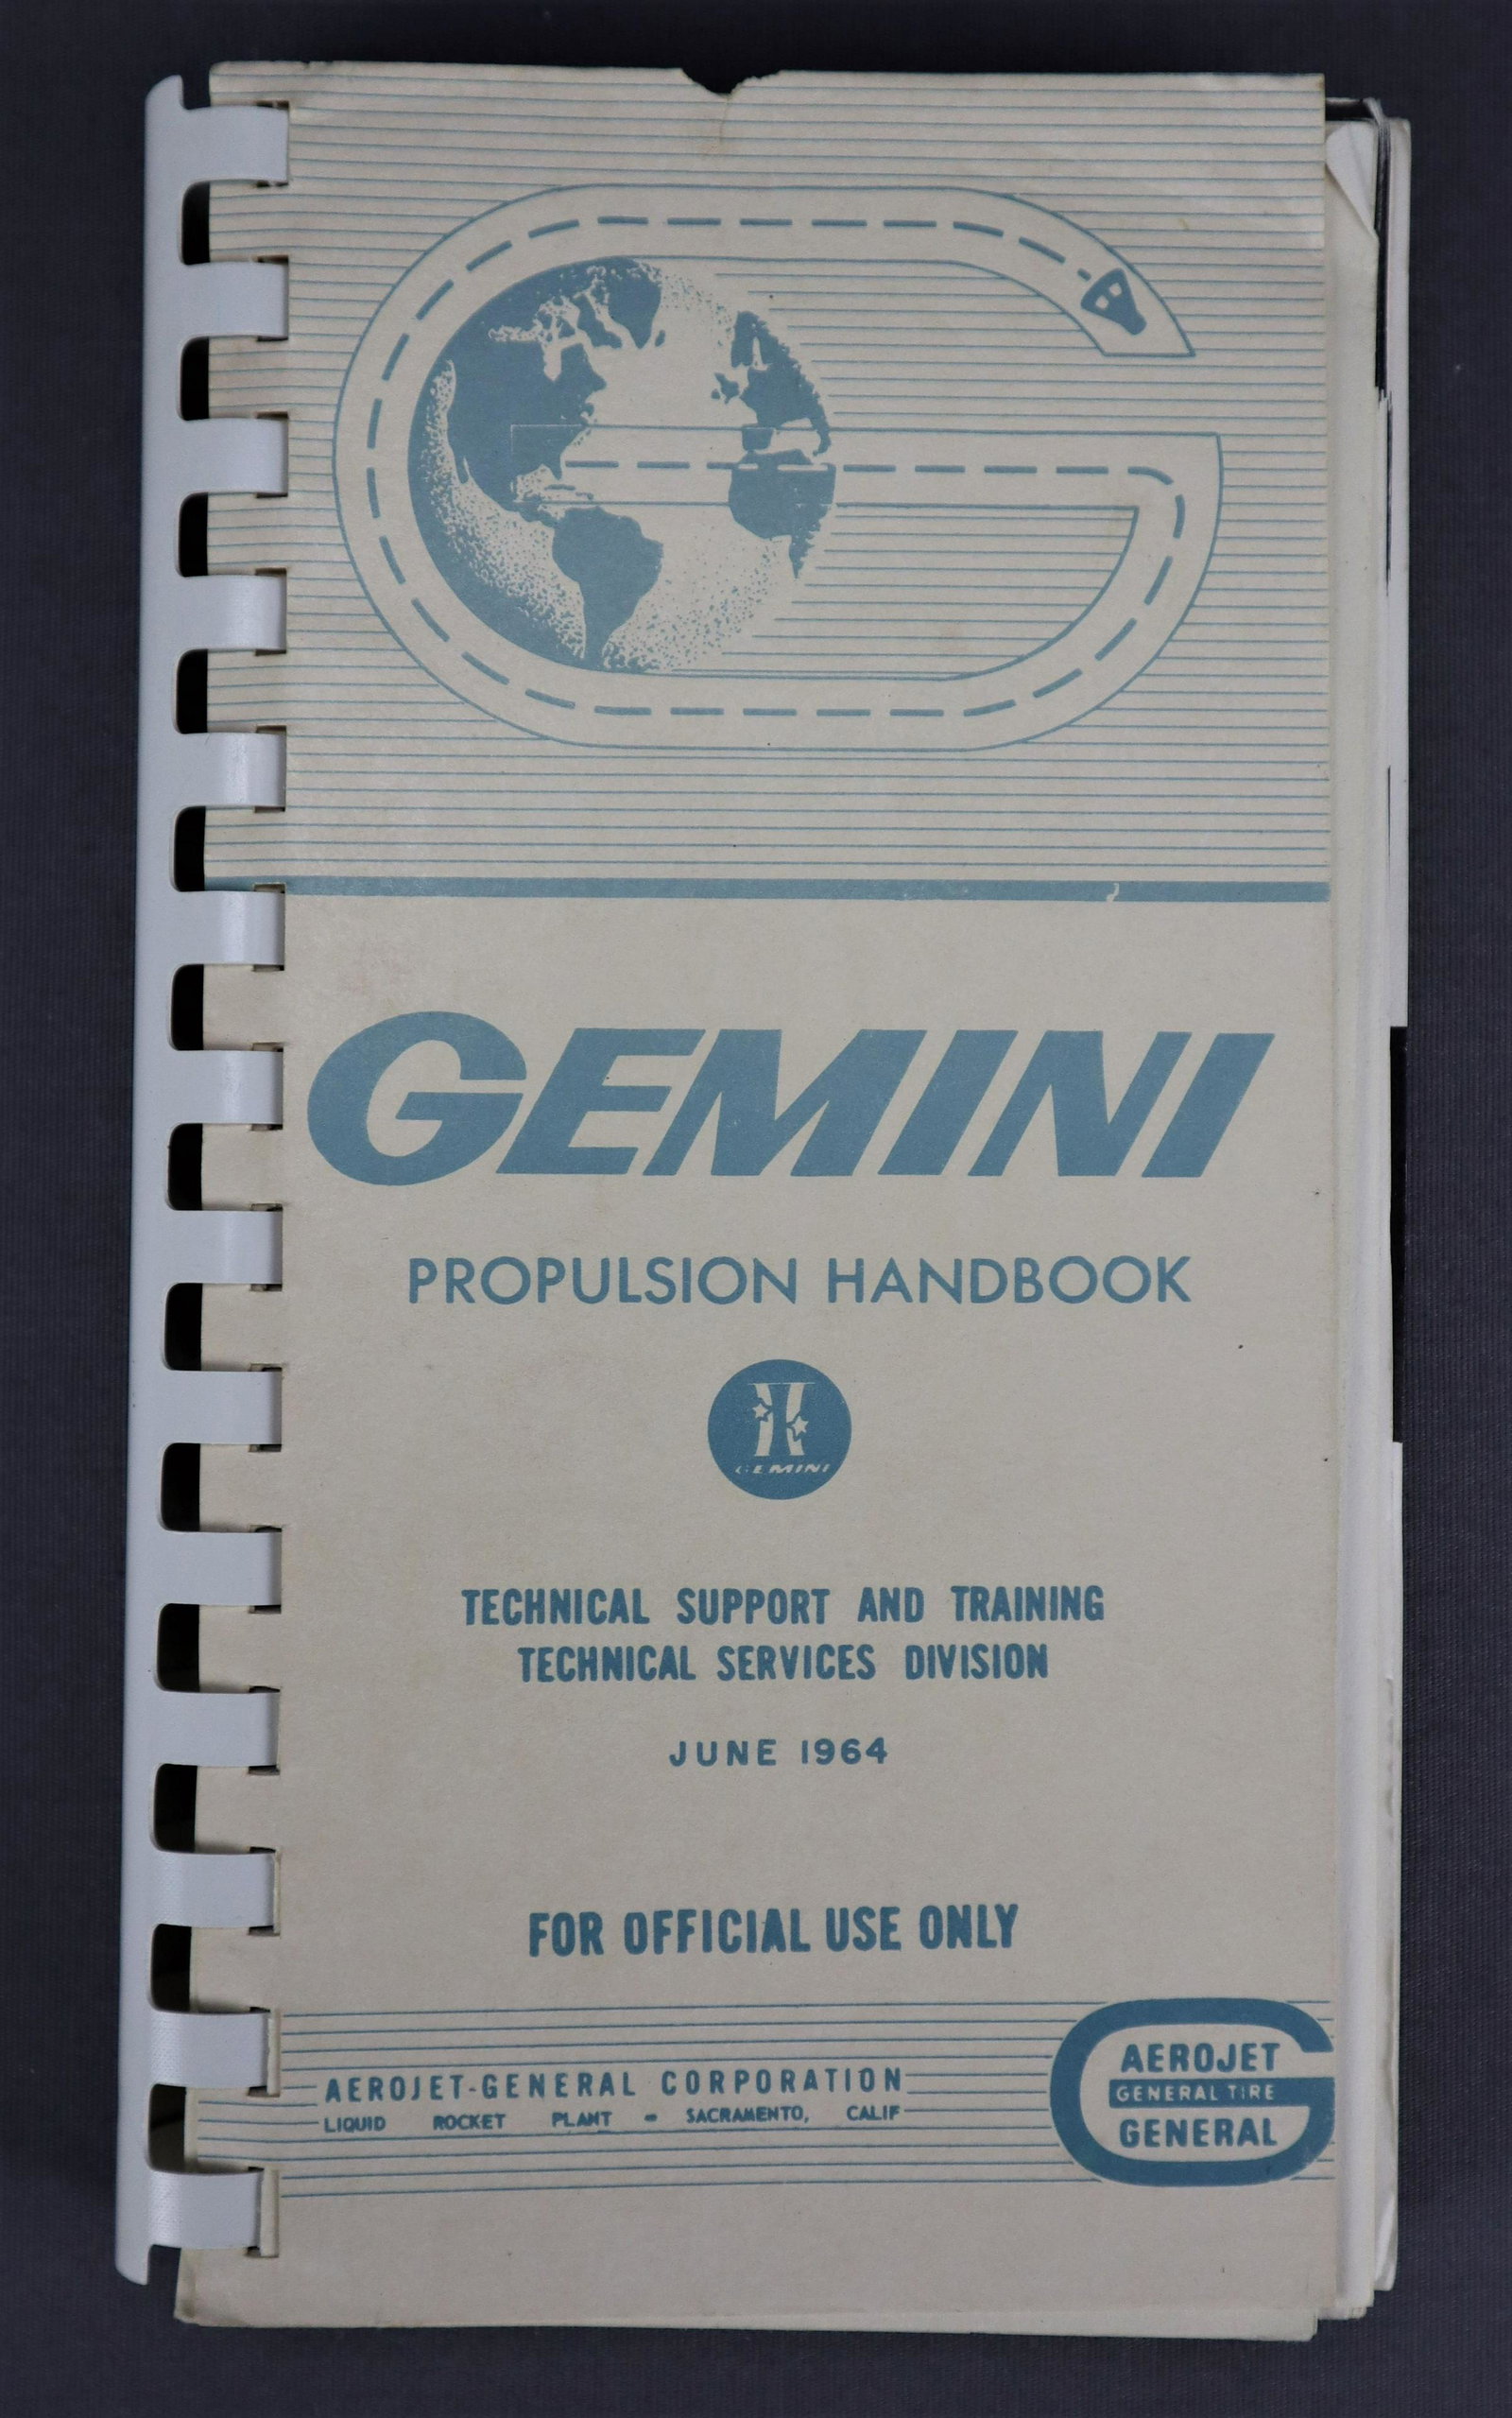 GEMINI
PROPULSION HANDBOOK
GEMINI
TECHNICAL SUPPORT AND TRAINING
TECHNICAL SERVICES DIVISION
JUNE 1964
FOR OFFICIAL USE ONLY
AEROJET-GENERAL CORPORATION
LIQUID ROCKET PLANT - SACRAMENTO, CALIF
AEROJET
GENERAL TIRE
GENERAL